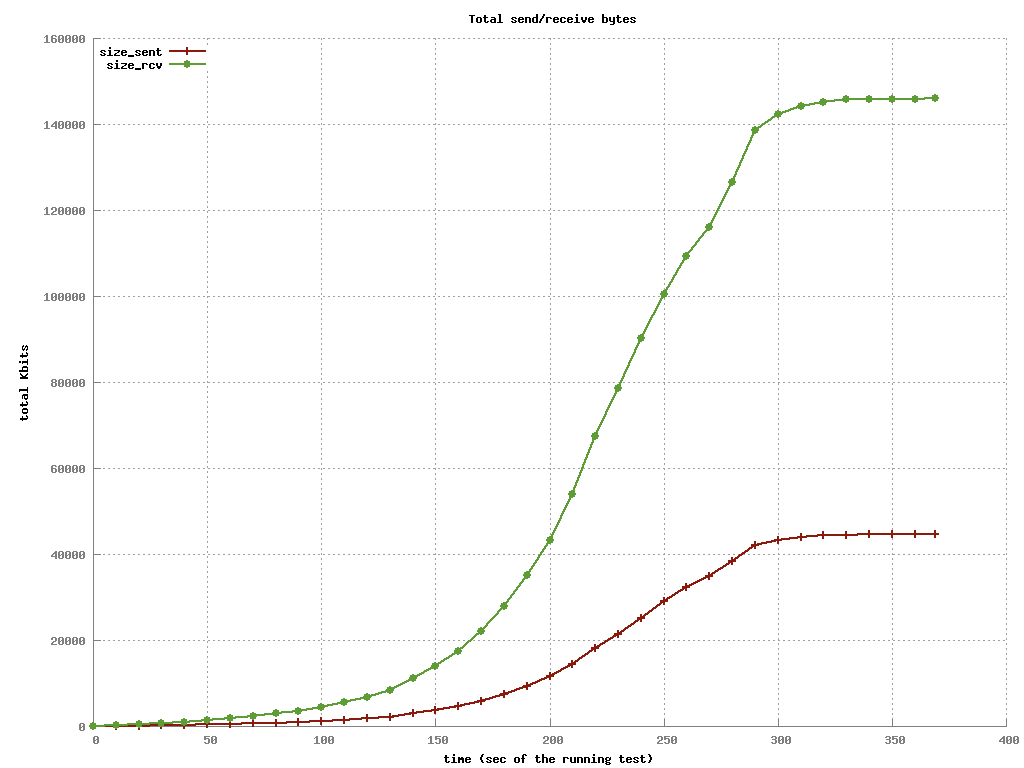 Total send/receive bytes
160000
size_sent
size_rcv
140000
120000
100000
total Kbits
80000
60000
40000
20000
0
0 50 100 150 200 250 300 350 400
time (sec of the running test)